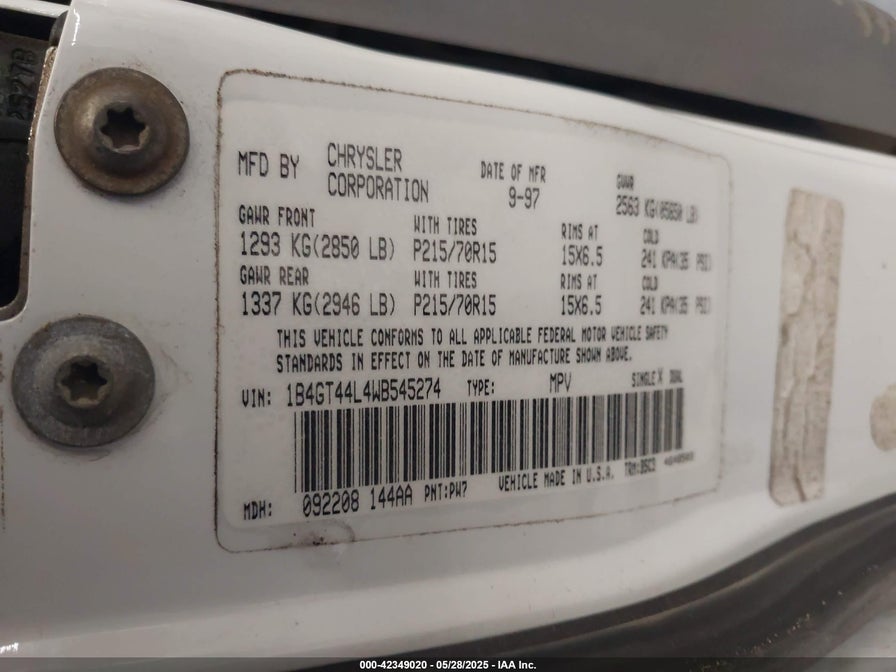 MFD BY CHRYSLER CORPORATION DATE OF MFR 9-97 GVWR 2563 KG(05650 LB)
GAWR FRONT WITH TIRES RIMS AT COLD
1293 KG(2850 LB) P215/70R15 15X6.5 241 KPA(35 PSI)
GAWR REAR WITH TIRES RIMS AT COLD
1337 KG(2946 LB) P215/70R15 15X6.5 241 KPA(35 PSI)
THIS VEHICLE CONFORMS TO ALL APPLICABLE FEDERAL MOTOR VEHICLE SAFETY
STANDARDS IN EFFECT ON THE DATE OF MANUFACTURE SHOWN ABOVE.
VIN: 1B4GT44L4WB545274 TYPE: MPV SINGLE X DUAL
MDH: 092208 144AA PNT:PW7 VEHICLE MADE IN U.S.A. TRM:
000-42349020 - 05/28/2025 - IAA Inc.